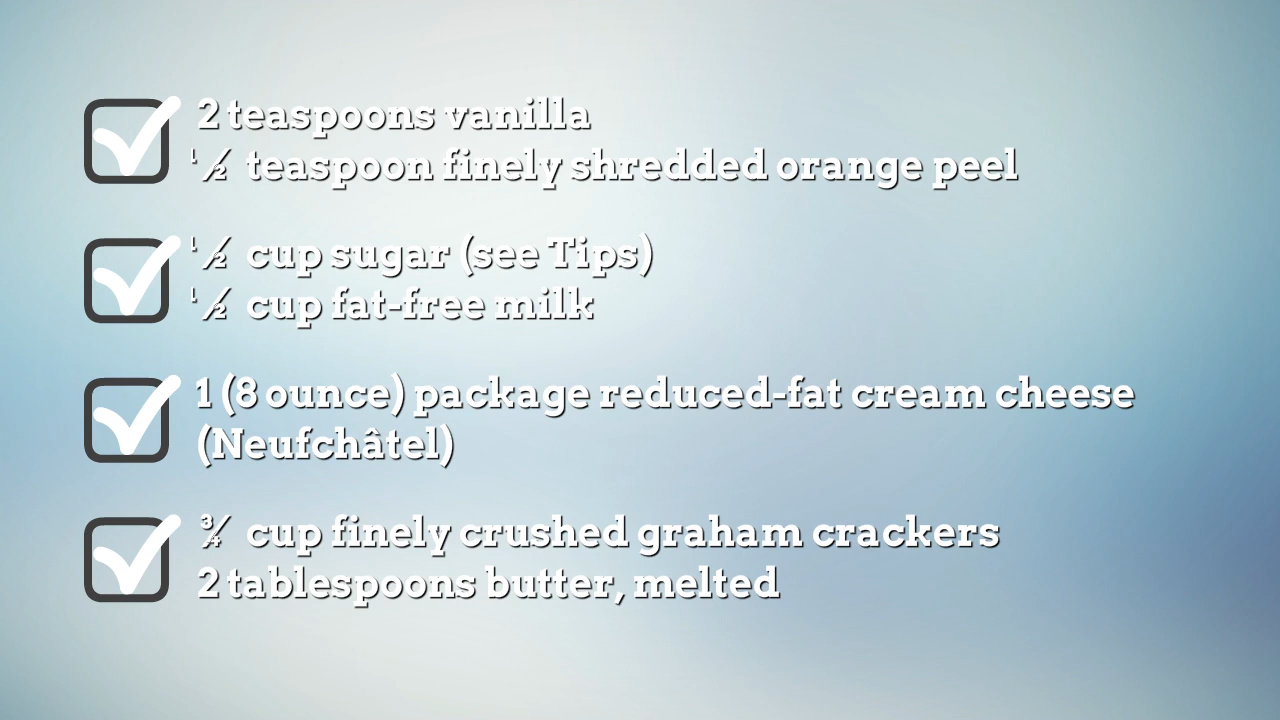 2 teaspoons vanilla
½ teaspoon finely shredded orange peel
½ cup sugar (see Tips)
½ cup fat-free milk
1 (8 ounce) package reduced-fat cream cheese
(Neufchâtel)
¾ cup finely crushed graham crackers
2 tablespoons butter, melted